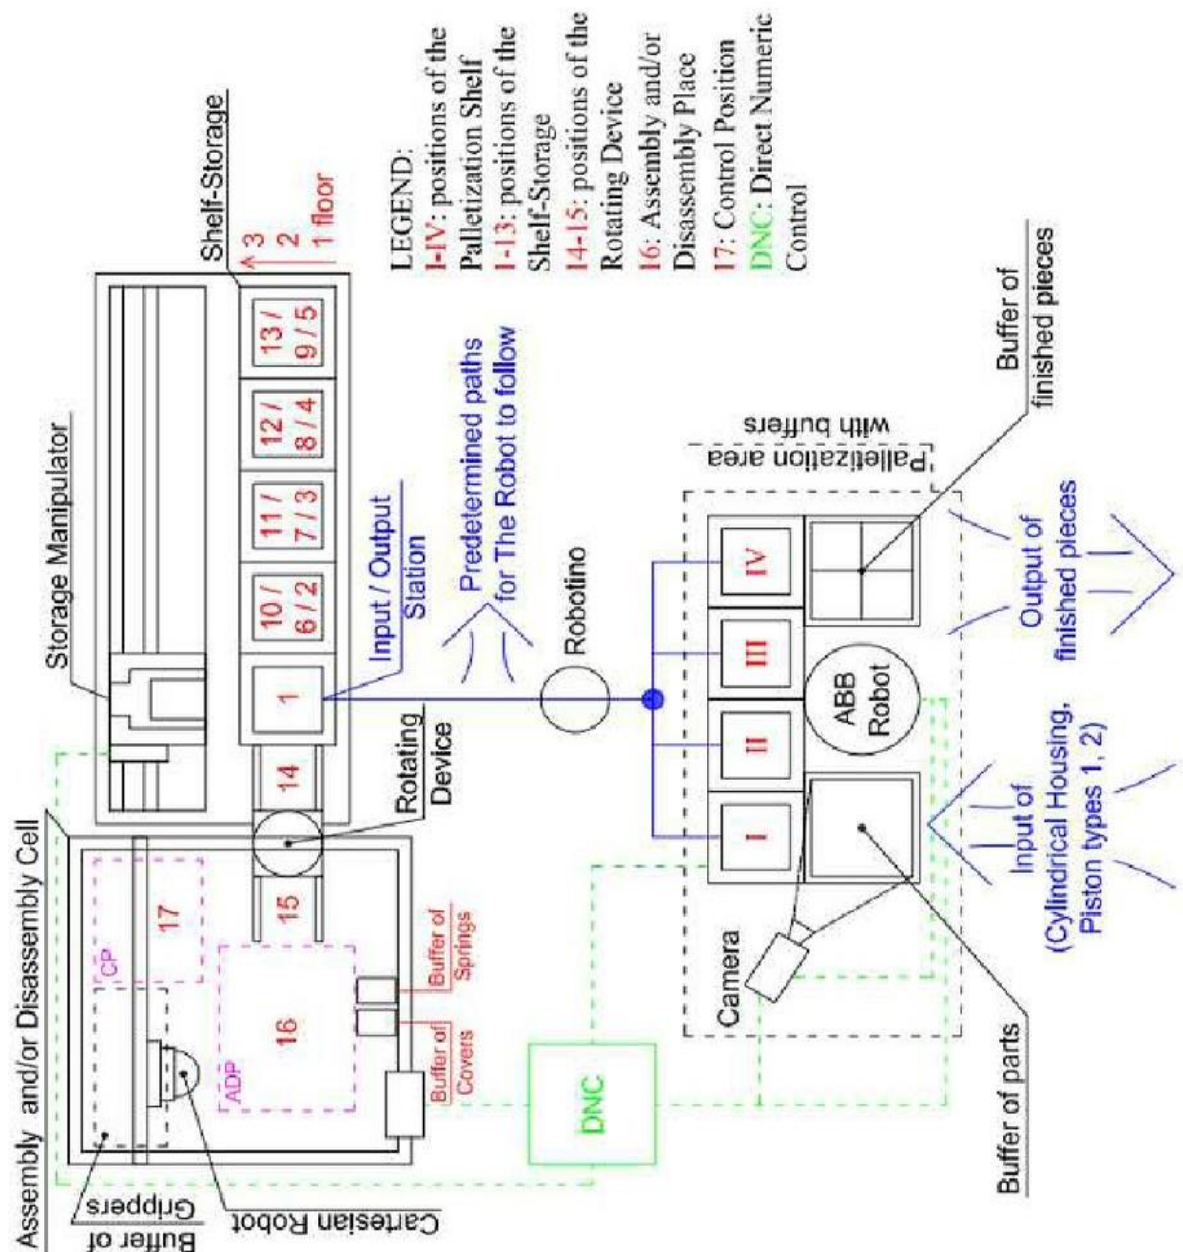 Assembly and/or Disassembly Cell
Storage Manipulator
Shelf-Storage
3
2
1 floor
13 /
9 / 5
12 /
8 / 4
11 /
7 / 3
10 /
6 / 2
1
14
15
16
17
CP
ADP
Buffer of
Grippers
Cartesian Robot
Buffer of
Covers
Buffer of
Springs
Rotating
Device
Input / Output
Station
LEGEND:
I-IV: positions of the
Palletization Shelf
1-13: positions of the
Shelf-Storage
14-15: positions of the
Rotating Device
16: Assembly and/or
Disassembly Place
17: Control Position
DNC: Direct Numeric
Control
Predetermined paths
for The Robot to follow
Robotino
DNC
Camera
Palletization area
with buffers
I
II
III
IV
ABB
Robot
Buffer of parts
Input of
(Cylindrical Housing,
Piston types 1, 2)
Output of
finished pieces
Buffer of
finished pieces